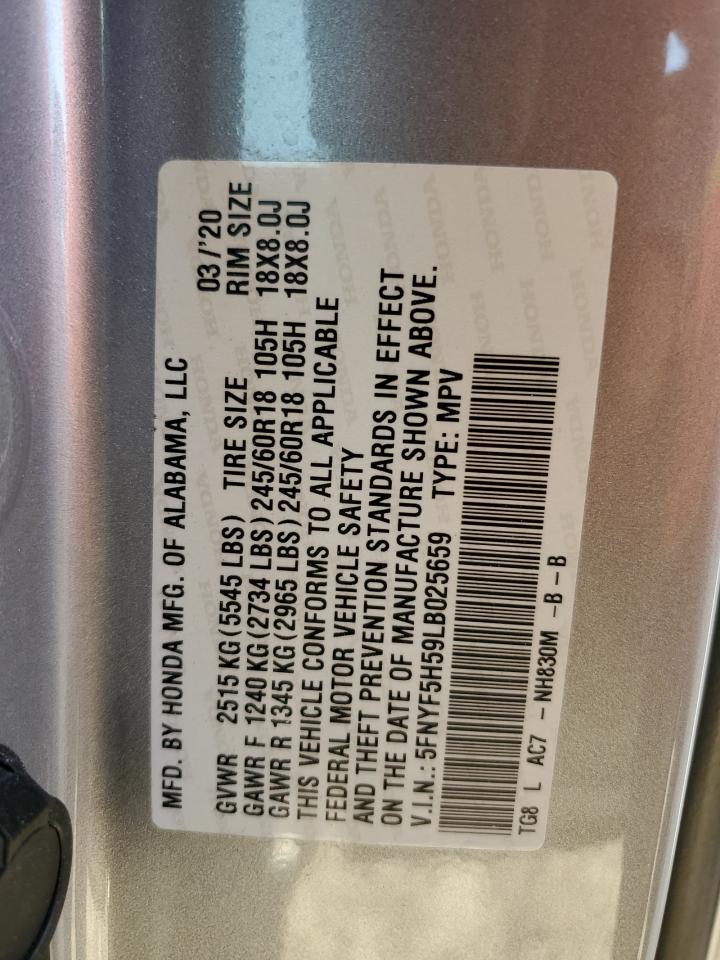 MFD. BY HONDA MFG. OF ALABAMA, LLC 03/'20
GVWR 2515 KG(5545 LBS) TIRE SIZE RIM SIZE
GAWR F 1240 KG(2734 LBS)245/60R18 105H 18X8.0J
GAWR R 1345 KG(2965 LBS)245/60R18 105H 18X8.0J
THIS VEHICLE CONFORMS TO ALL APPLICABLE
FEDERAL MOTOR VEHICLE SAFETY
AND THEFT PREVENTION STANDARDS IN EFFECT
ON THE DATE OF MANUFACTURE SHOWN ABOVE.
V.I.N.: 5FNYF5H59LB025659 TYPE: MPV
TG8 L AC7 - NH830M -B-B